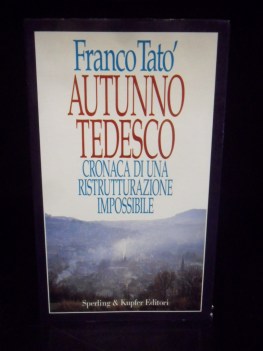 Franco Tato'
AUTUNNO
TEDESCO
CRONACA DI UNA
RISTRUTTURAZIONE
IMPOSSIBILE
Sperling & Kupfer Editori